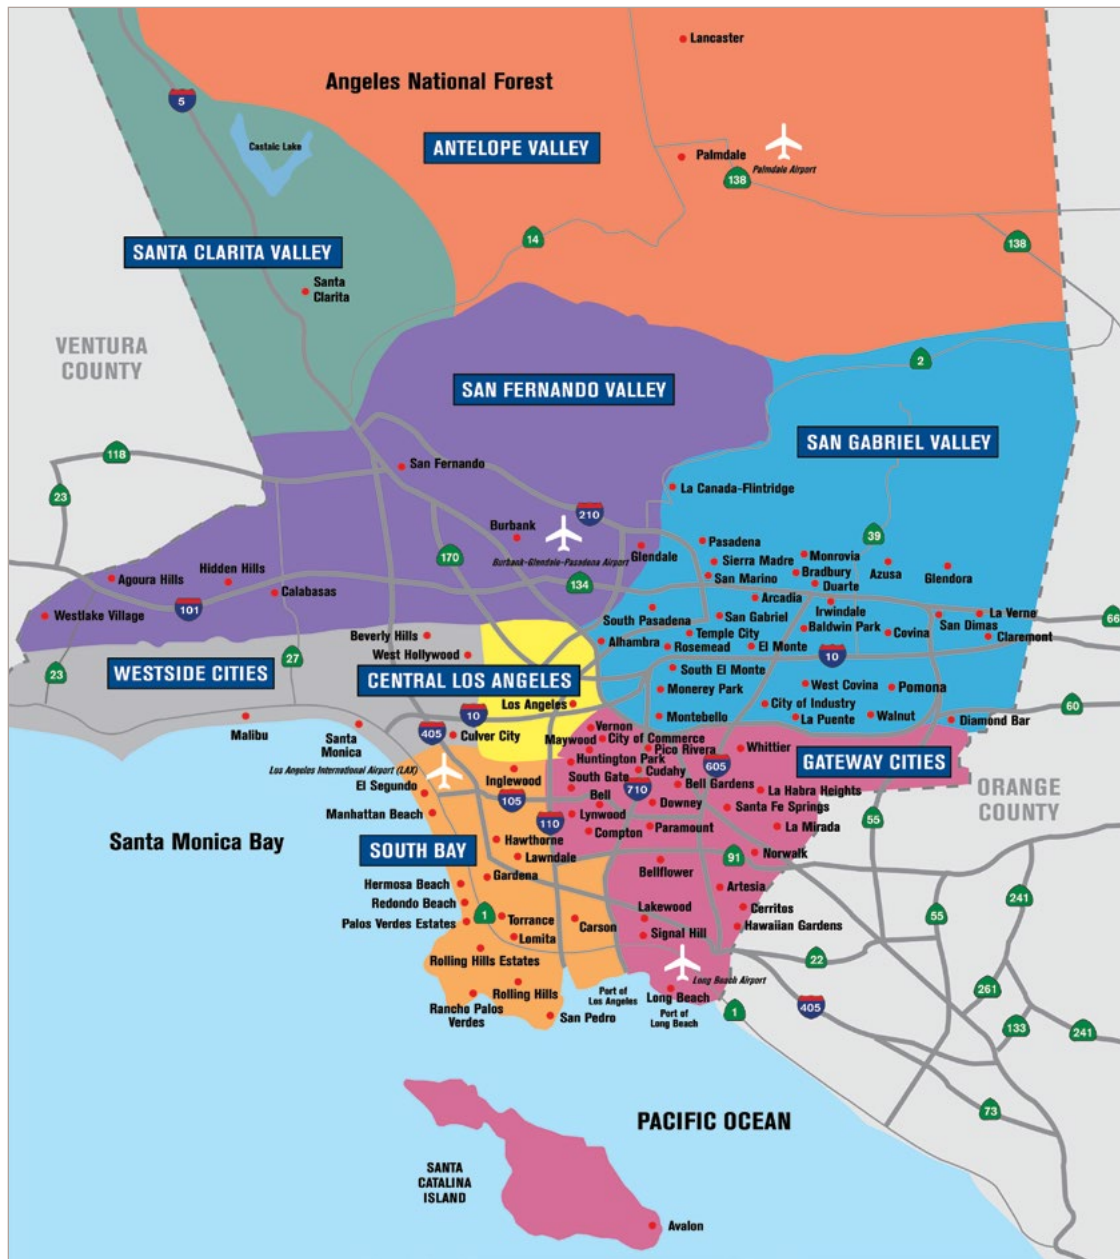 Lancaster
Angeles National Forest
5
Castaic Lake
ANTELOPE VALLEY
Palmdale
Palmdale Airport
138
14
138
SANTA CLARITA VALLEY
Santa
Clarita
VENTURA
COUNTY
2
SAN FERNANDO VALLEY
SAN GABRIEL VALLEY
118
San Fernando
23
La Canada-Flintridge
210
39
Burbank
Burbank-Glendale-Pasadena Airport
170
Glendale
Pasadena
Sierra Madre
Monrovia
Bradbury
Azusa
Glendora
Agoura Hills
Hidden Hills
Calabasas
134
San Marino
Duarte
101
Arcadia
Irwindale
Westlake Village
South Pasadena
San Gabriel
Baldwin Park
Covina
San Dimas
La Verne
66
Claremont
Beverly Hills
Alhambra
Temple City
Rosemead
El Monte
10
West Hollywood
23
27
WESTSIDE CITIES
CENTRAL LOS ANGELES
South El Monte
Monerey Park
West Covina
Pomona
Los Angeles
City of Industry
Malibu
Santa
Monica
10
405
Culver City
Montebello
La Puente
Walnut
Diamond Bar
60
Vernon
Maywood
City of Commerce
Pico Rivera
Whittier
Los Angeles International Airport (LAX)
Inglewood
Huntington Park
Cudahy
605
GATEWAY CITIES
El Segundo
South Gate
Bell
710
Bell Gardens
La Habra Heights
ORANGE
COUNTY
105
Manhattan Beach
110
Lynwood
Downey
Santa Fe Springs
55
Santa Monica Bay
Hawthorne
Compton
Paramount
La Mirada
SOUTH BAY
Lawndale
91
Norwalk
Gardena
Bellflower
Hermosa Beach
Artesia
241
Redondo Beach
Cerritos
Palos Verdes Estates
1
Torrance
Carson
Lakewood
Hawaiian Gardens
55
Lomita
Signal Hill
Rolling Hills Estates
22
Long Beach Airport
Rolling Hills
Port of
Los Angeles
Long Beach
261
Rancho Palos
Verdes
San Pedro
Port of
Long Beach
1
405
133
241
73
PACIFIC OCEAN
SANTA
CATALINA
ISLAND
Avalon